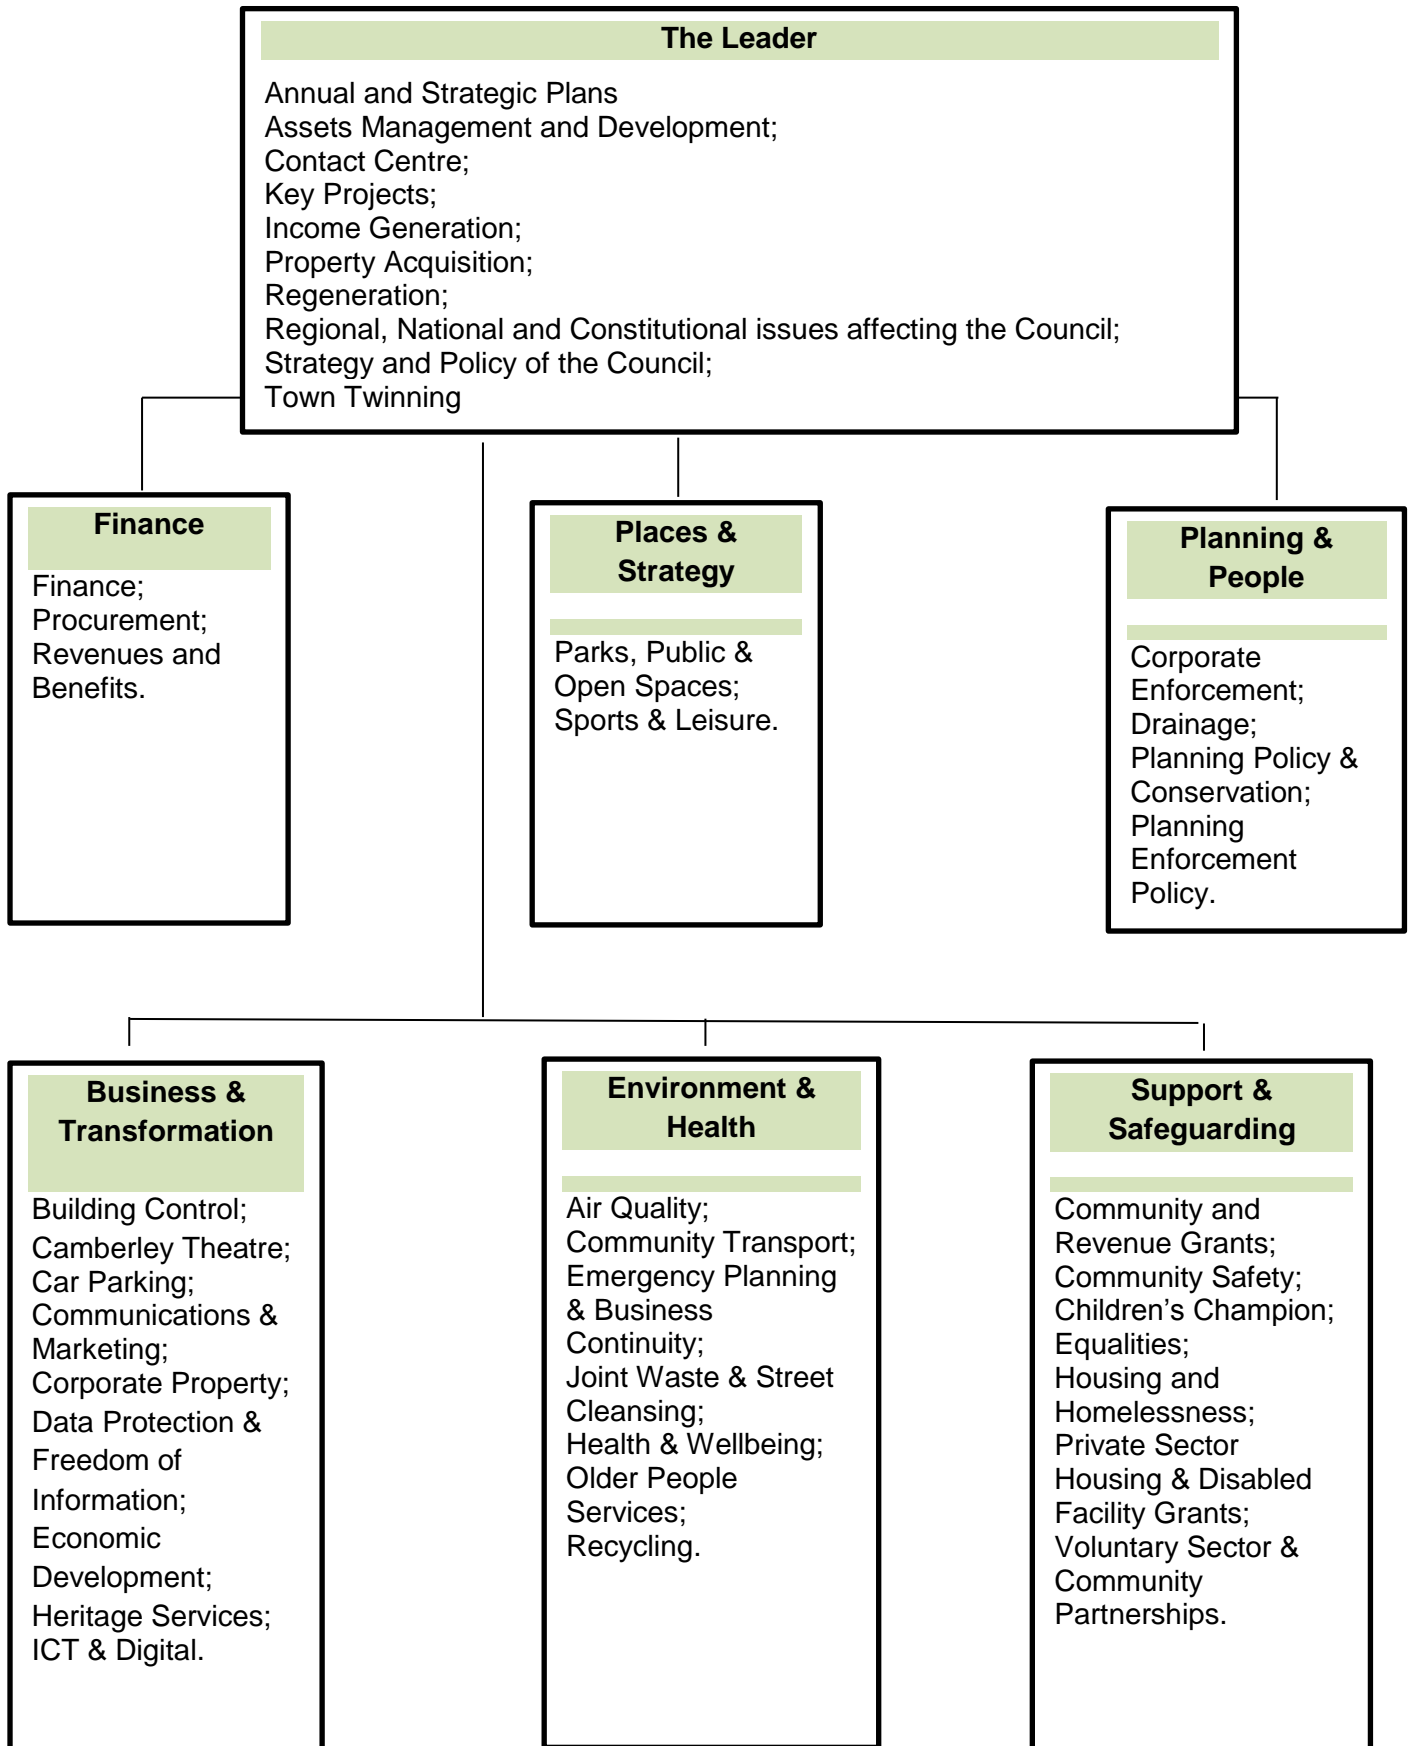 The Leader
Annual and Strategic Plans
Assets Management and Development;
Contact Centre;
Key Projects;
Income Generation;
Property Acquisition;
Regeneration;
Regional, National and Constitutional issues affecting the Council;
Strategy and Policy of the Council;
Town Twinning
Finance
Finance;
Procurement;
Revenues and
Benefits.
Places &
Strategy
Parks, Public &
Open Spaces;
Sports & Leisure.
Planning &
People
Corporate
Enforcement;
Drainage;
Planning Policy &
Conservation;
Planning
Enforcement
Policy.
Business &
Transformation
Building Control;
Camberley Theatre;
Car Parking;
Communications &
Marketing;
Corporate Property;
Data Protection &
Freedom of
Information;
Economic
Development;
Heritage Services;
ICT & Digital.
Environment &
Health
Air Quality;
Community Transport;
Emergency Planning
& Business
Continuity;
Joint Waste & Street
Cleansing;
Health & Wellbeing;
Older People
Services;
Recycling.
Support &
Safeguarding
Community and
Revenue Grants;
Community Safety;
Children’s Champion;
Equalities;
Housing and
Homelessness;
Private Sector
Housing & Disabled
Facility Grants;
Voluntary Sector &
Community
Partnerships.